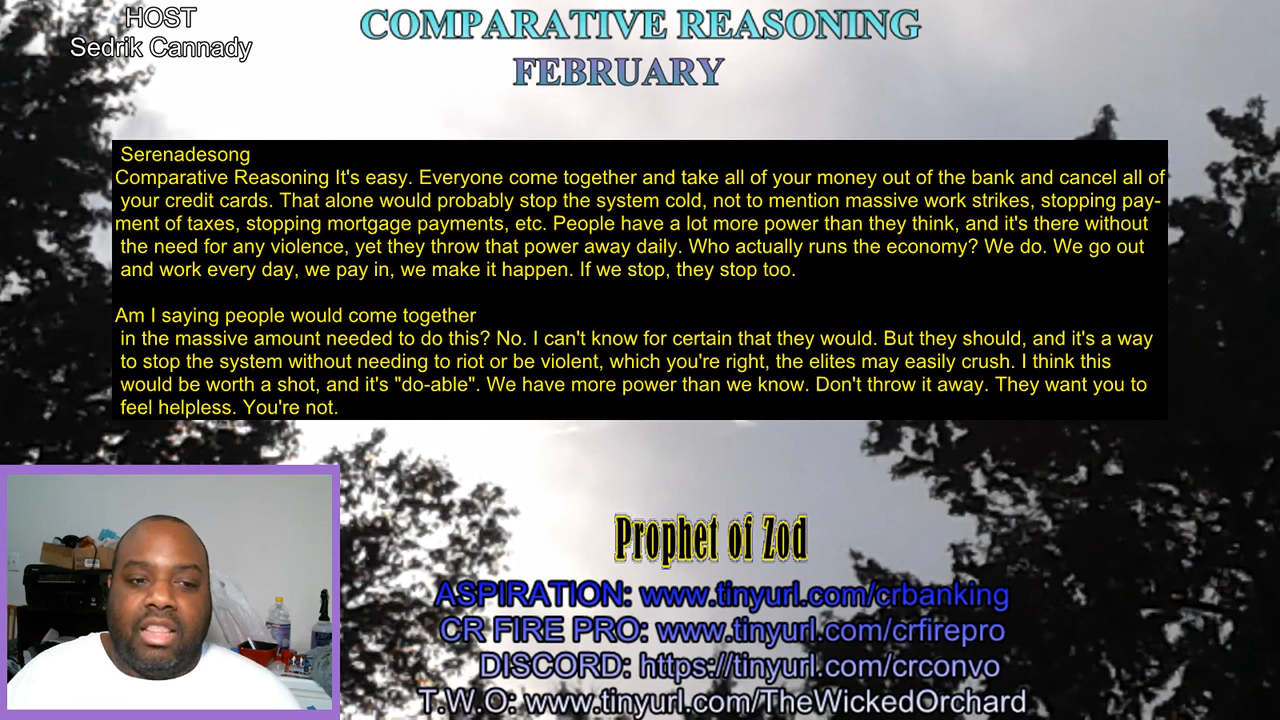 HOST
Sedrik Cannady
COMPARATIVE REASONING
FEBRUARY
Serenadesong
Comparative Reasoning It's easy. Everyone come together and take all of your money out of the bank and cancel all of
your credit cards. That alone would probably stop the system cold, not to mention massive work strikes, stopping pay-
ment of taxes, stopping mortgage payments, etc. People have a lot more power than they think, and it's there without
the need for any violence, yet they throw that power away daily. Who actually runs the economy? We do. We go out
and work every day, we pay in, we make it happen. If we stop, they stop too.
Am I saying people would come together
in the massive amount needed to do this? No. I can't know for certain that they would. But they should, and it's a way
to stop the system without needing to riot or be violent, which you're right, the elites may easily crush. I think this
would be worth a shot, and it's "do-able". We have more power than we know. Don't throw it away. They want you to
feel helpless. You're not.
Prophet of Zod
ASPIRATION: www.tinyurl.com/crbanking
CR FIRE PRO: www.tinyurl.com/crfirepro
DISCORD: https://tinyurl.com/crconvo
T.W.O: www.tinyurl.com/TheWickedOrchard